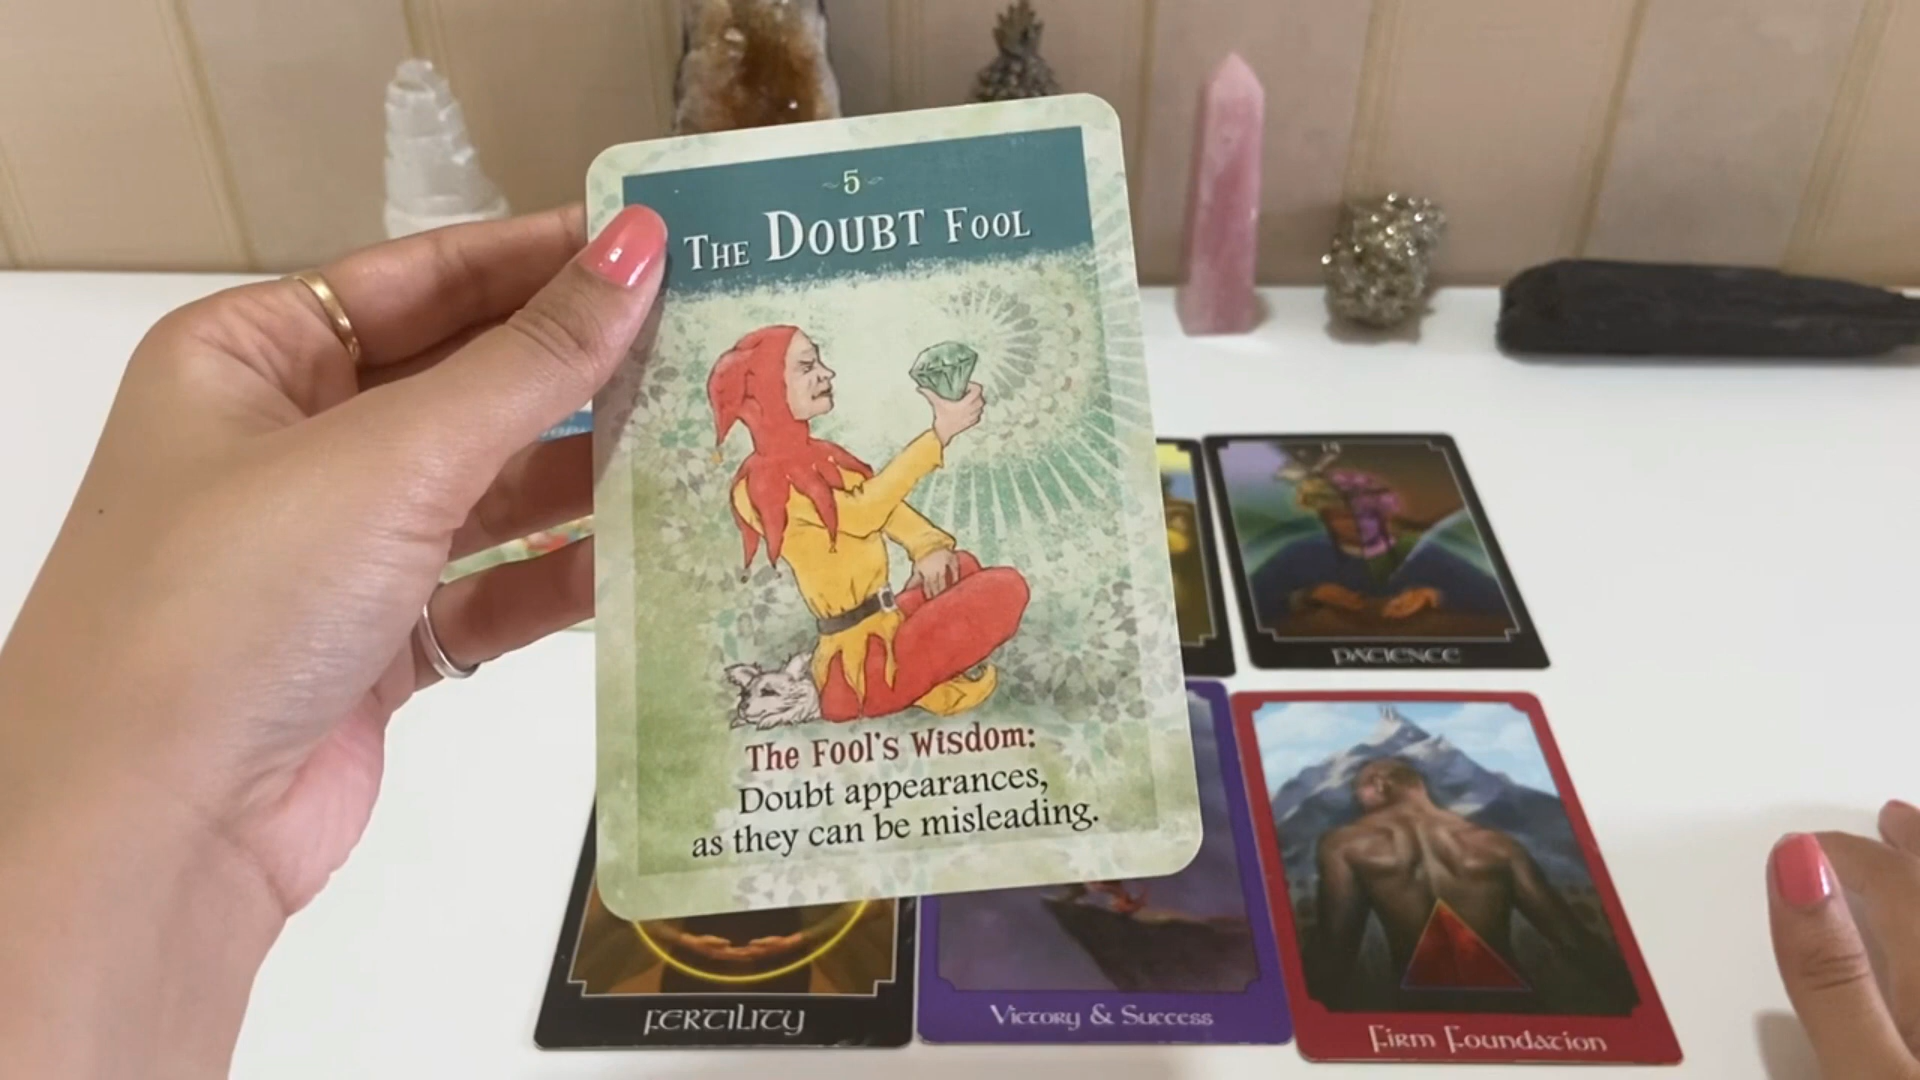 ~5~
THE DOUBT FOOL
THE FOOL'S WISDOM:
Doubt appearances,
as they can be misleading.
19
PATIENCE
FERTILITY
VICTORY & SUCCESS
FIRM FOUNDATION